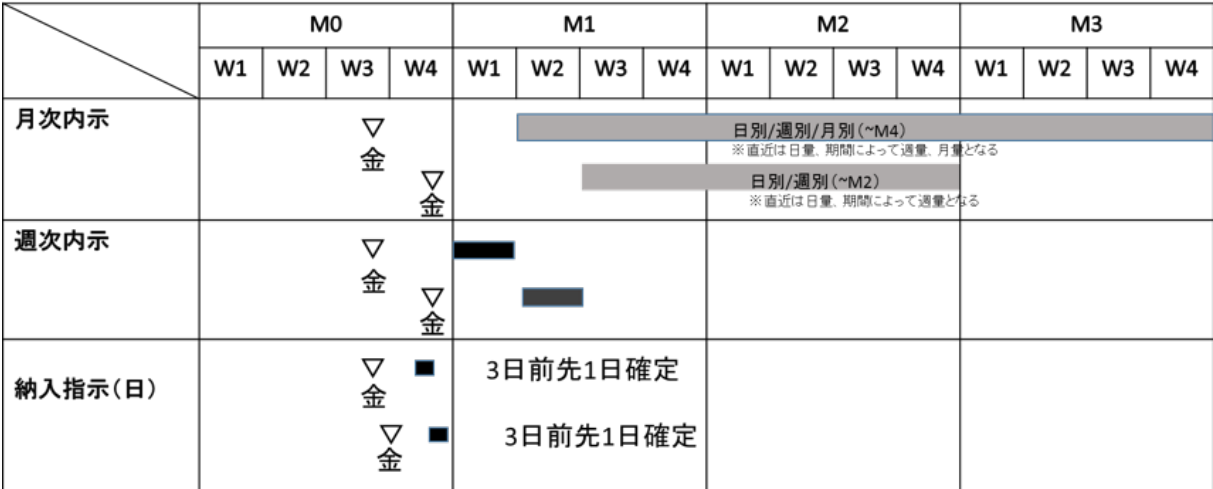 M0 M1 M2 M3
W1 W2 W3 W4 W1 W2 W3 W4 W1 W2 W3 W4 W1 W2 W3 W4
月次内示
▽
金
日別/週別/月別(~M4)
※直近は日量、期間によって週量、月量となる
▽
金
日別/週別(~M2)
※直近は日量、期間によって週量となる
週次内示
▽
金
▽
金
納入指示(日)
▽
金
3日前先1日確定
▽
金
3日前先1日確定